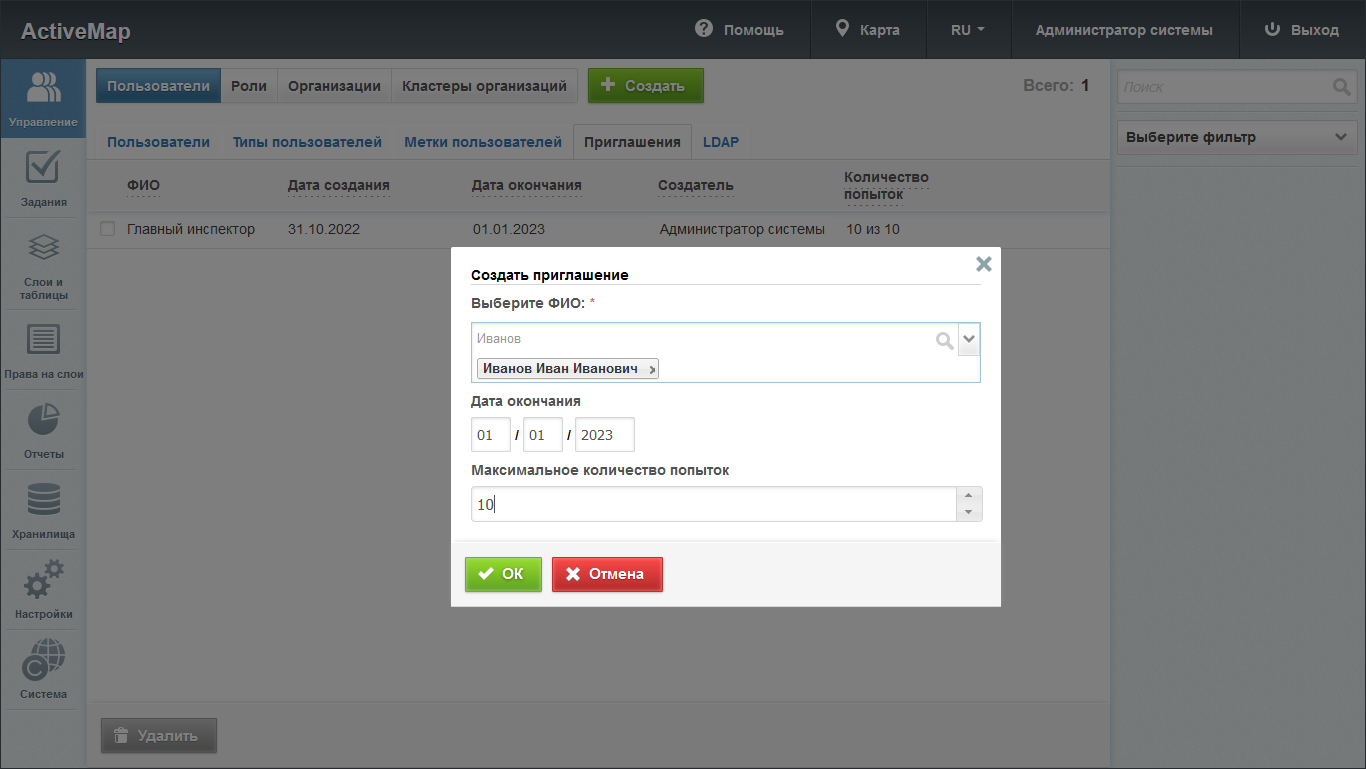 ActiveMap
Помощь
Карта
RU
Администратор системы
Выход
Управление
Задания
Слои и
таблицы
Права на слои
Отчеты
Хранилища
Настройки
Система
Пользователи
Роли
Организации
Кластеры организаций
Создать
Всего: 1
Пользователи
Типы пользователей
Метки пользователей
Приглашения
LDAP
ФИО
Дата создания
Дата окончания
Создатель
Количество
попыток
Главный инспектор
31.10.2022
01.01.2023
Администратор системы
10 из 10
Поиск
Выберите фильтр
Создать приглашение
Выберите ФИО: *
Иванов
Иванов Иван Иванович
Дата окончания
01 / 01 / 2023
Максимальное количество попыток
10
ОК
Отмена
Удалить